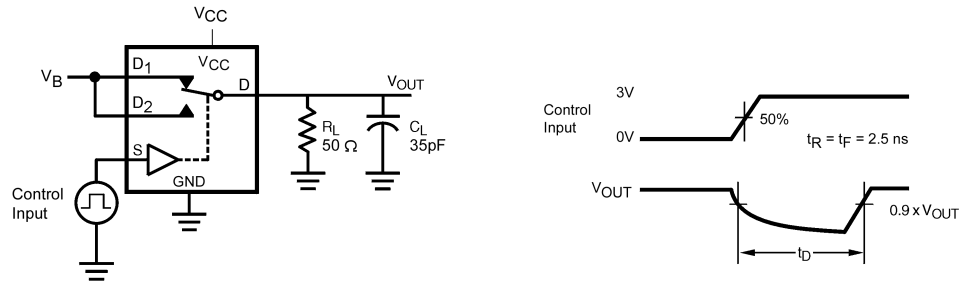 VCC
VCC
VB
D1
D2
D
VOUT
S
RL
50 Ω
CL
35pF
GND
Control
Input
Control
Input
3V
0V
50%
tR = tF = 2.5 ns
VOUT
0.9 x VOUT
tD